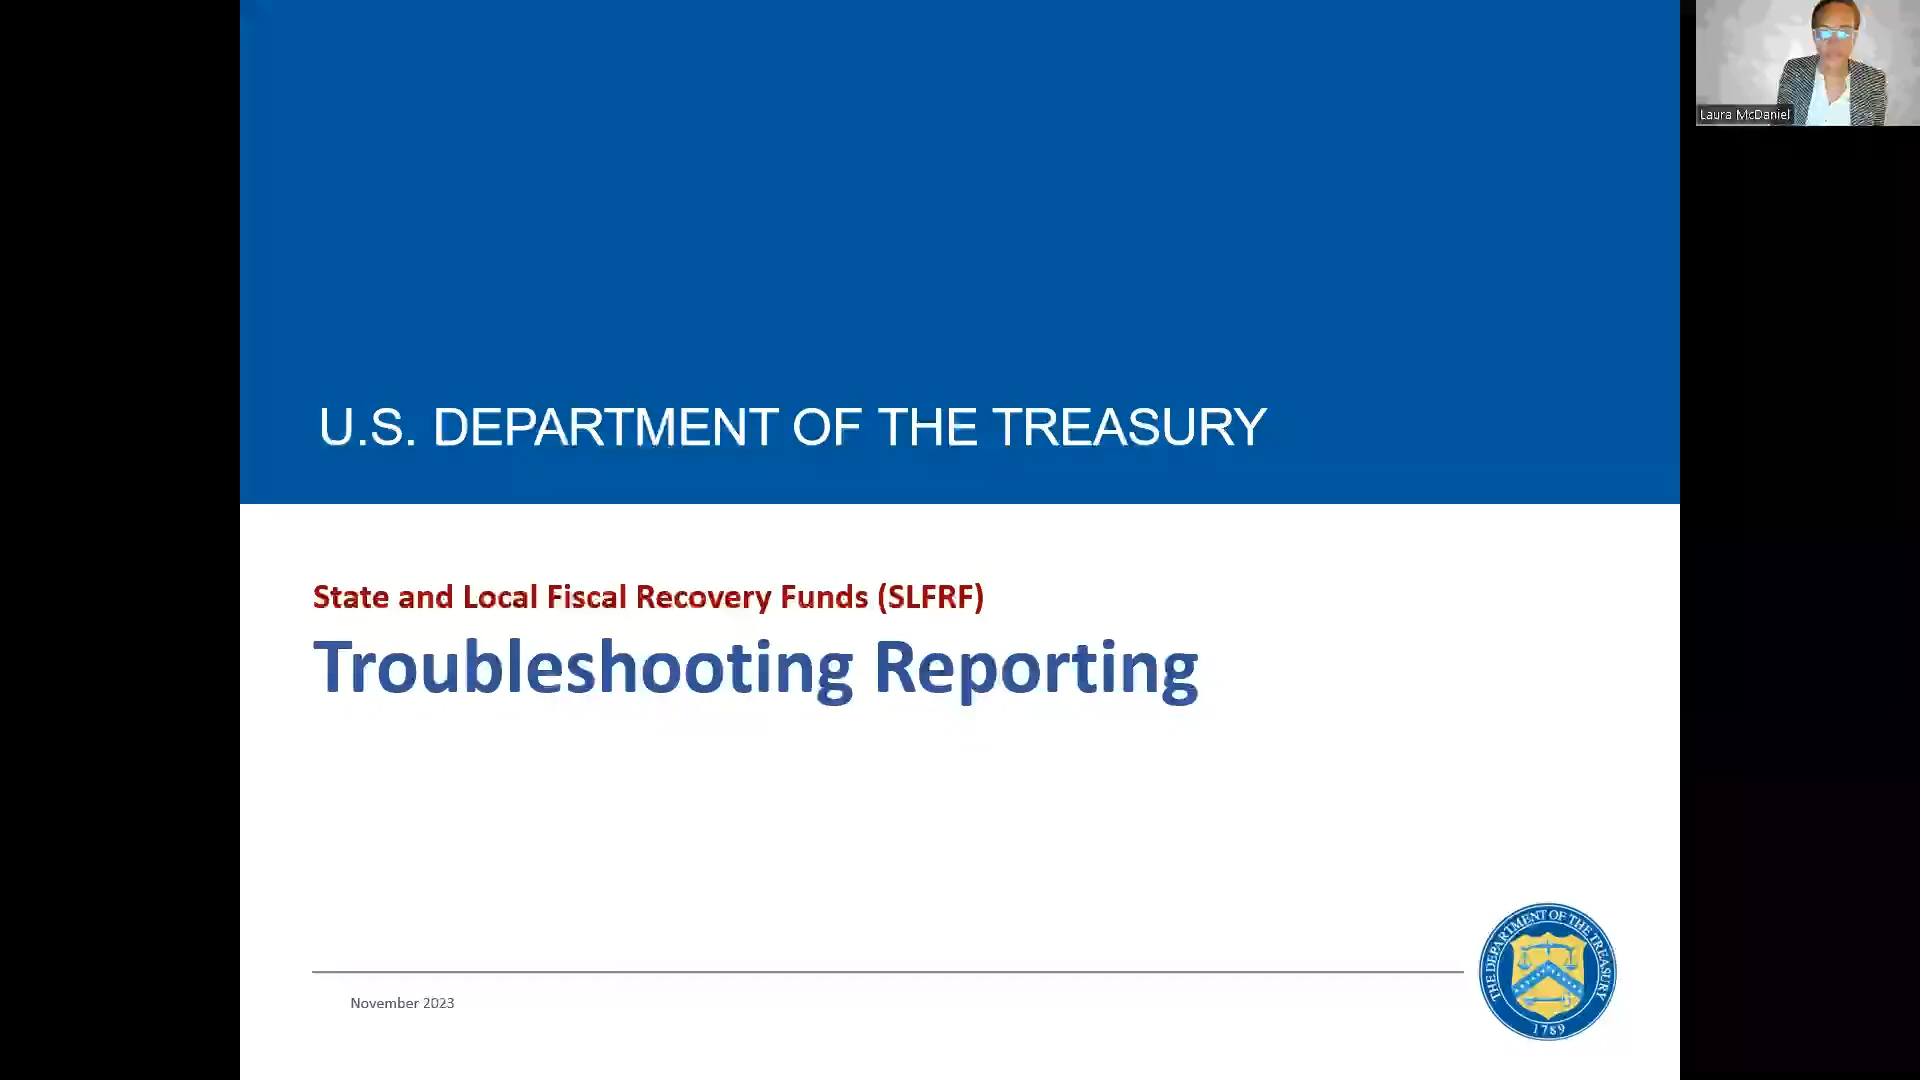 Laura McDaniel
U.S. DEPARTMENT OF THE TREASURY
State and Local Fiscal Recovery Funds (SLFRF)
Troubleshooting Reporting
November 2023
THE DEPARTMENT OF THE TREASURY
1789